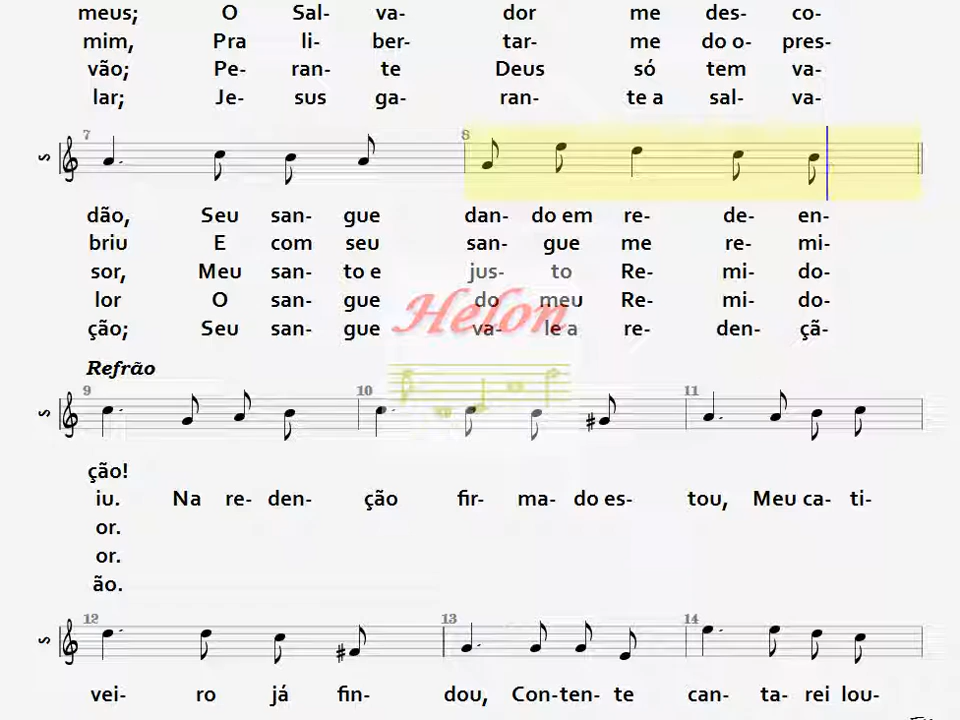 meus; O Sal- va- dor me des- co-
mim, Pra li- ber- tar- me do o- pres-
vão; Pe- ran- te Deus só tem va-
lar; Je- sus ga- ran- te a sal- va-
7 8
S
dão, Seu san- gue dan- do em re- de- en-
briu E com seu san- gue me re- mi-
sor, Meu san- to e jus- to Re- mi- do-
lor O san- gue do meu Re- mi- do-
ção; Seu san- gue va- le a re- den- çã-
Helon
Refrão
9 10 11
S
ção!
iu. Na re- den- ção fir- ma- do es- tou, Meu ca- ti-
or.
or.
ão.
12 13 14
S
vei- ro já fin- dou, Con- ten- te can- ta- rei lou-